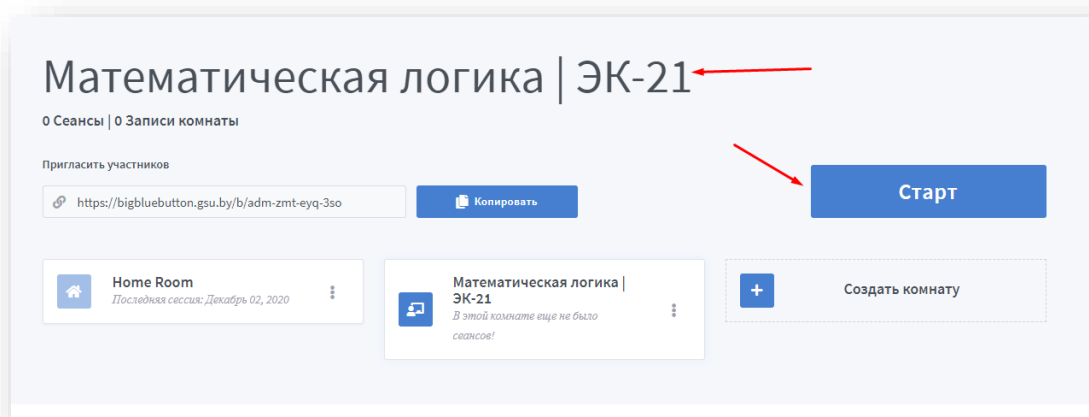 Математическая логика | ЭК-21
0 Сеансы | 0 Записи комнаты
Пригласить участников
https://bigbluebutton.gsu.by/b/adm-zmt-eyq-3so
Копировать
Старт
Home Room
Последняя сессия: Декабрь 02, 2020
Математическая логика |
ЭК-21
В этой комнате еще не было
сеансов!
Создать комнату